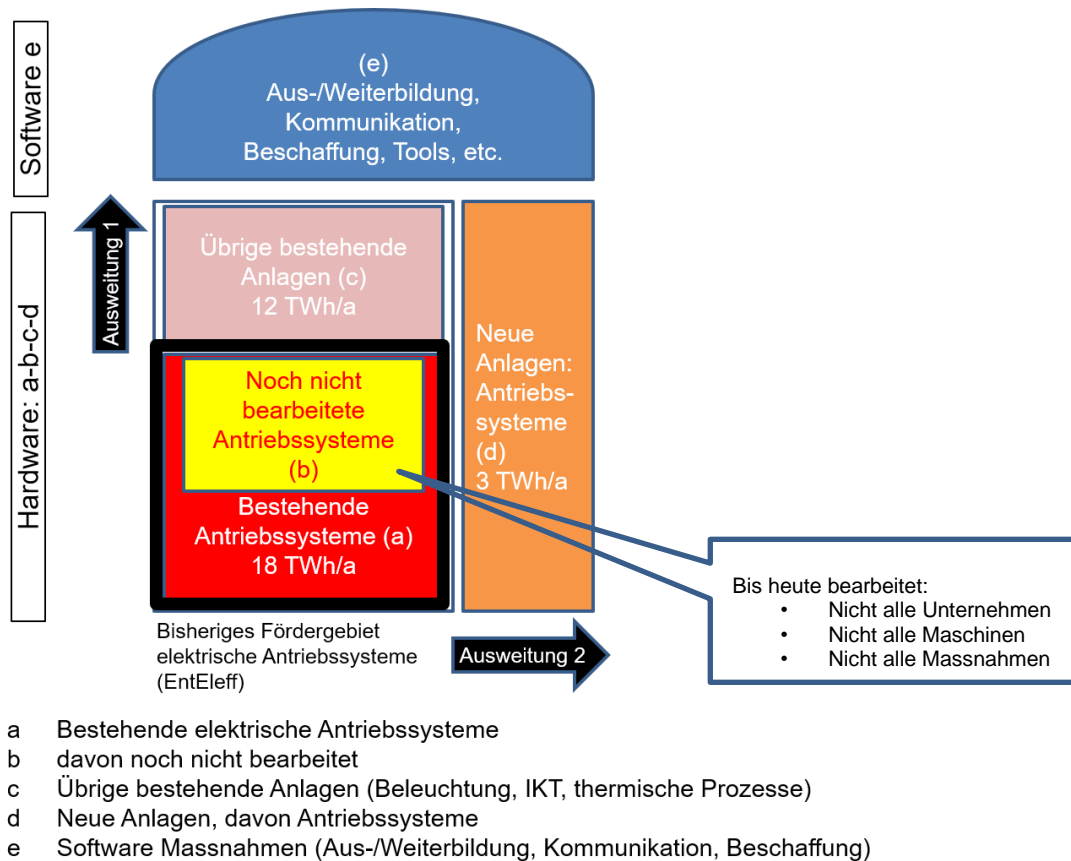 Software e
(e)
Aus-/Weiterbildung,
Kommunikation,
Beschaffung, Tools, etc.
Hardware: a-b-c-d
Ausweitung 1
Übrige bestehende
Anlagen (c)
12 TWh/a
Noch nicht
bearbeitete
Antriebssysteme
(b)
Bestehende
Antriebssysteme (a)
18 TWh/a
Neue
Anlagen:
Antriebs-
systeme
(d)
3 TWh/a
Bis heute bearbeitet:
• Nicht alle Unternehmen
• Nicht alle Maschinen
• Nicht alle Massnahmen
Bisheriges Fördergebiet
elektrische Antriebssysteme
(EntEleff)
Ausweitung 2
a Bestehende elektrische Antriebssysteme
b davon noch nicht bearbeitet
c Übrige bestehende Anlagen (Beleuchtung, IKT, thermische Prozesse)
d Neue Anlagen, davon Antriebssysteme
e Software Massnahmen (Aus-/Weiterbildung, Kommunikation, Beschaffung)